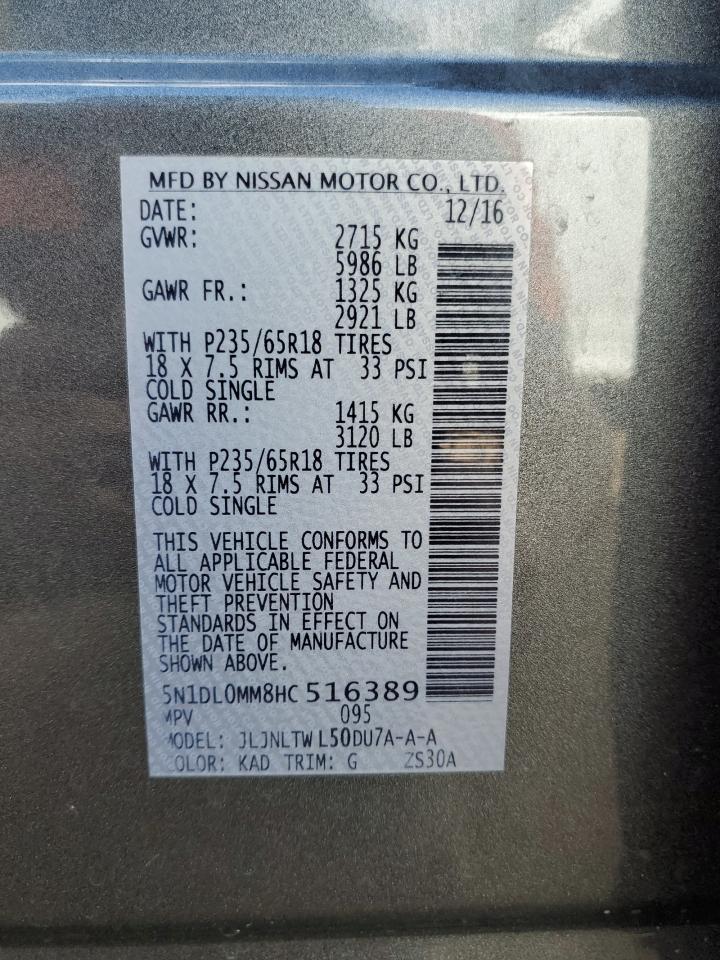 MFD BY NISSAN MOTOR CO., LTD.
DATE: 12/16
GVWR: 2715 KG
5986 LB
GAWR FR.: 1325 KG
2921 LB
WITH P235/65R18 TIRES
18 X 7.5 RIMS AT 33 PSI
COLD SINGLE
GAWR RR.: 1415 KG
3120 LB
WITH P235/65R18 TIRES
18 X 7.5 RIMS AT 33 PSI
COLD SINGLE
THIS VEHICLE CONFORMS TO
ALL APPLICABLE FEDERAL
MOTOR VEHICLE SAFETY AND
THEFT PREVENTION
STANDARDS IN EFFECT ON
THE DATE OF MANUFACTURE
SHOWN ABOVE.
5N1DL0MM8HC 516389
MPV 095
MODEL: JLJNLTW L50DU7A-A-A
COLOR: KAD TRIM: G ZS30A